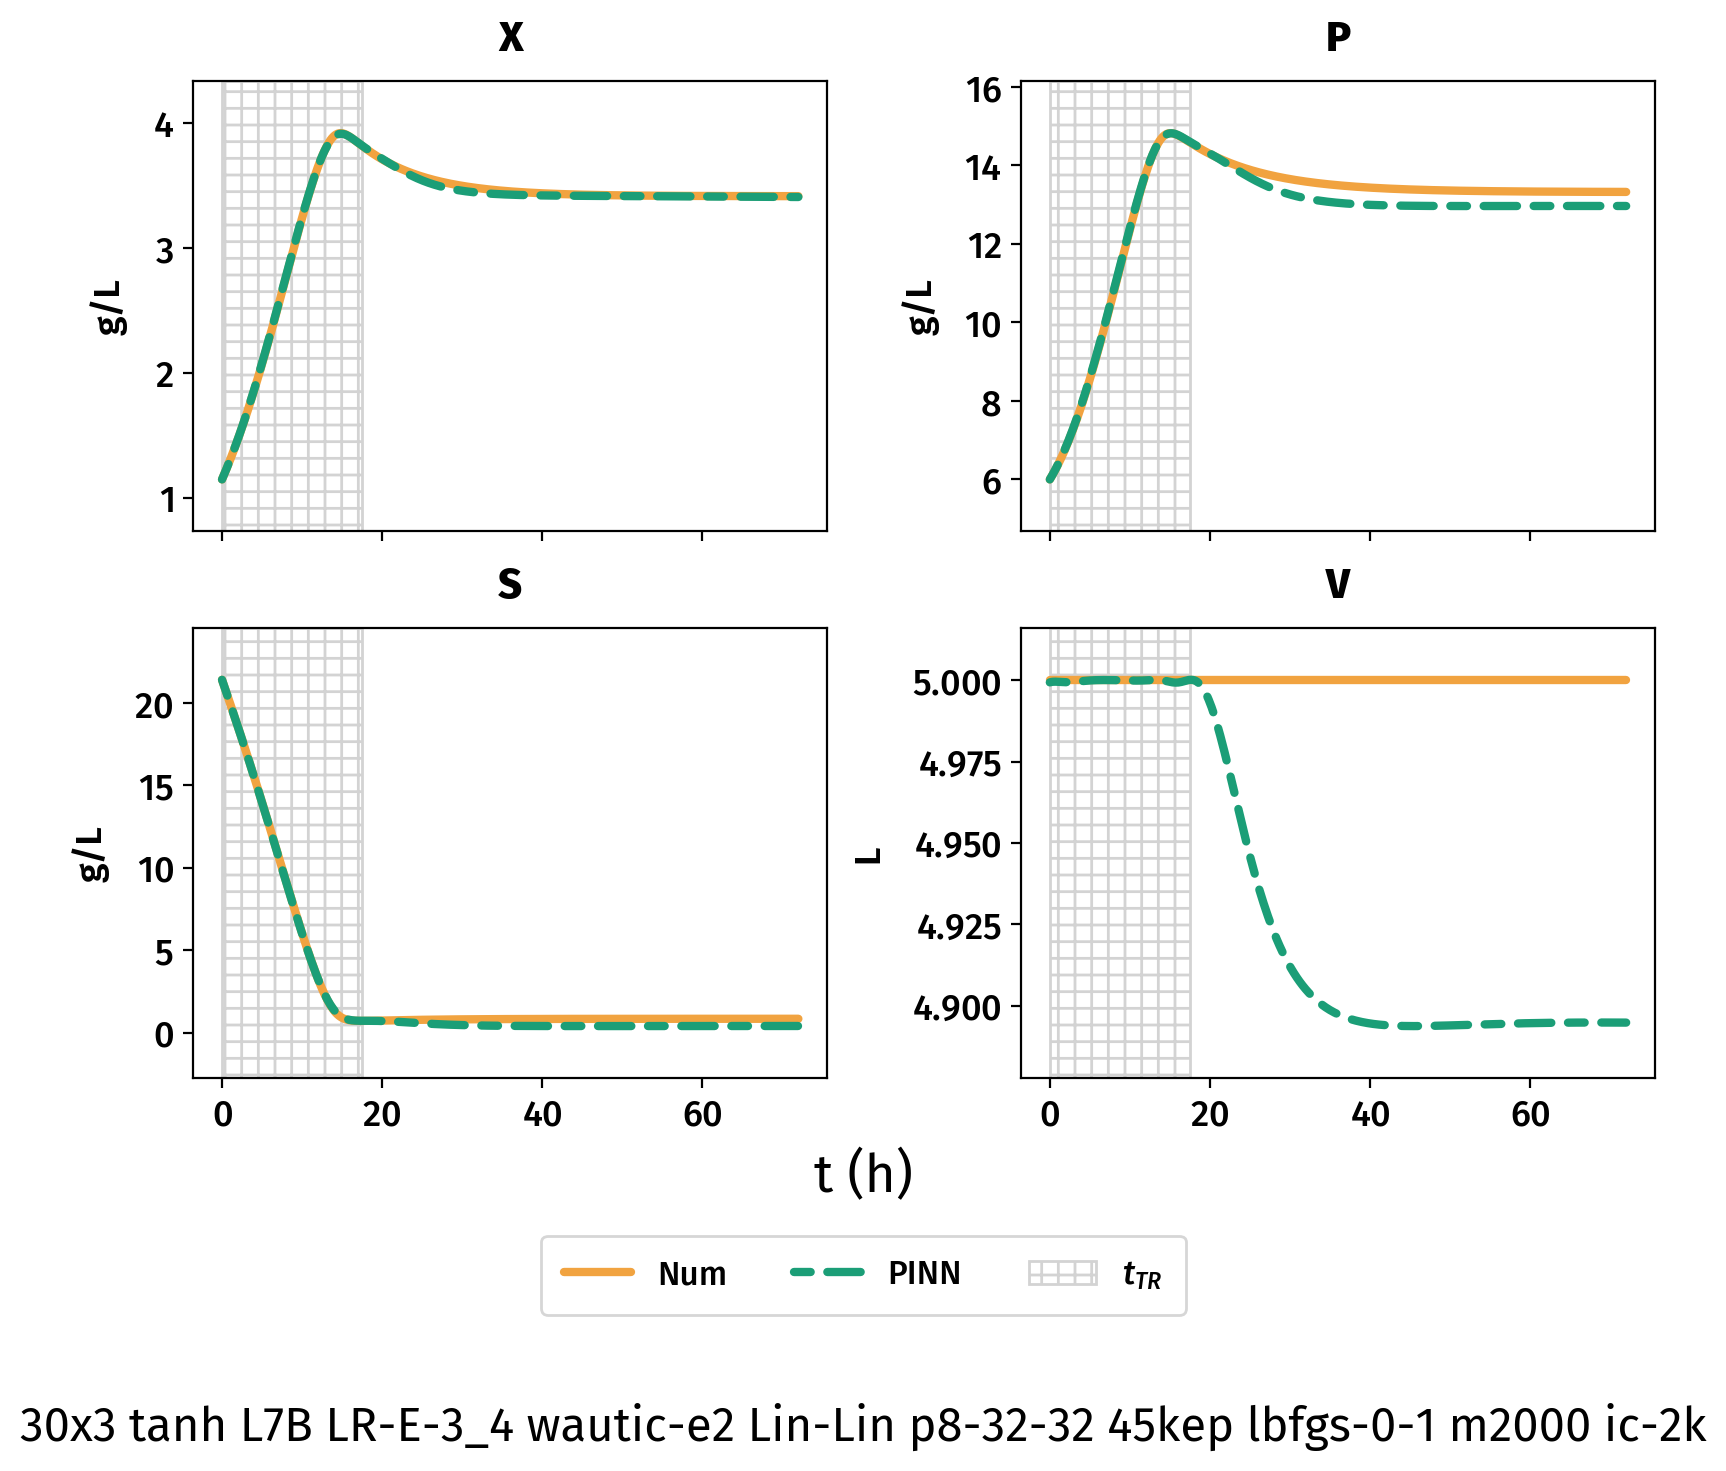 X
P
4
3
2
1
g/L
16
14
12
10
8
6
g/L
S
V
20
15
10
5
0
g/L
0 20 40 60
5.000
4.975
4.950
4.925
4.900
L
0 20 40 60
t (h)
Num PINN tTR
30x3 tanh L7B LR-E-3_4 wautic-e2 Lin-Lin p8-32-32 45kep lbfgs-0-1 m2000 ic-2k